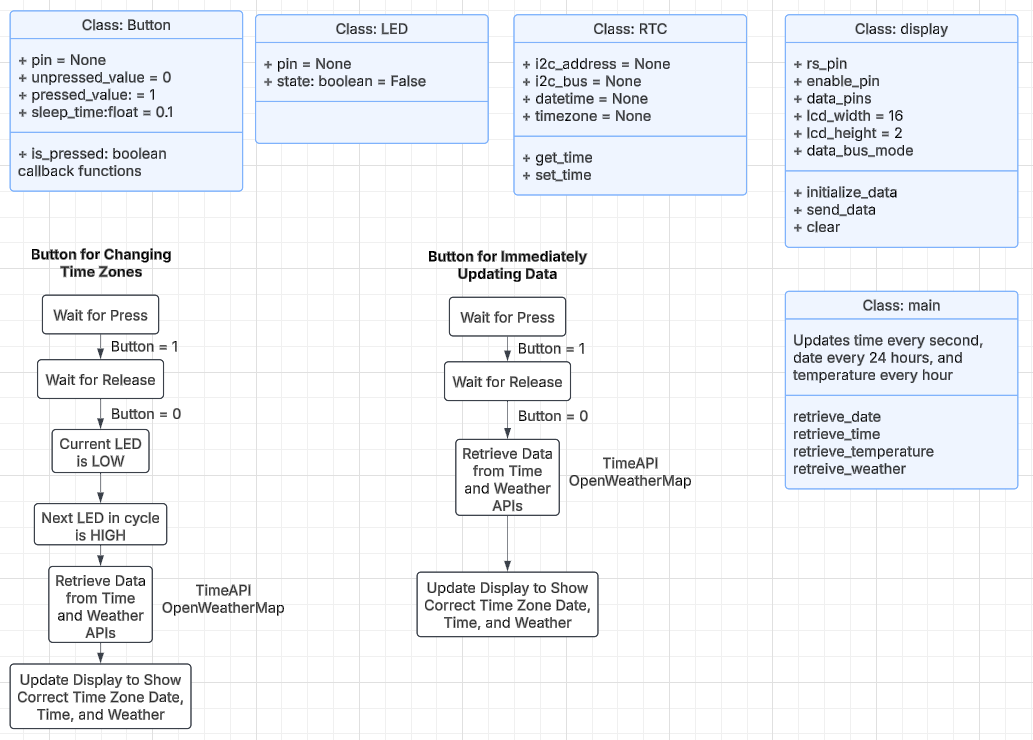 Class: Button
+ pin = None
+ unpressed_value = 0
+ pressed_value: = 1
+ sleep_time:float = 0.1
+ is_pressed: boolean
callback functions
Class: LED
+ pin = None
+ state: boolean = False
Class: RTC
+ i2c_address = None
+ i2c_bus = None
+ datetime = None
+ timezone = None
+ get_time
+ set_time
Class: display
+ rs_pin
+ enable_pin
+ data_pins
+ lcd_width = 16
+ lcd_height = 2
+ data_bus_mode
+ initialize_data
+ send_data
+ clear
Button for Changing
Time Zones
Wait for Press
Button = 1
Wait for Release
Button = 0
Current LED
is LOW
Next LED in cycle
is HIGH
Retrieve Data
from Time
and Weather
APIs
TimeAPI
OpenWeatherMap
Update Display to Show
Correct Time Zone Date,
Time, and Weather
Button for Immediately
Updating Data
Wait for Press
Button = 1
Wait for Release
Button = 0
Retrieve Data
from Time
and Weather
APIs
TimeAPI
OpenWeatherMap
Update Display to Show
Correct Time Zone Date,
Time, and Weather
Class: main
Updates time every second,
date every 24 hours, and
temperature every hour
retrieve_date
retrieve_time
retrieve_temperature
retreive_weather